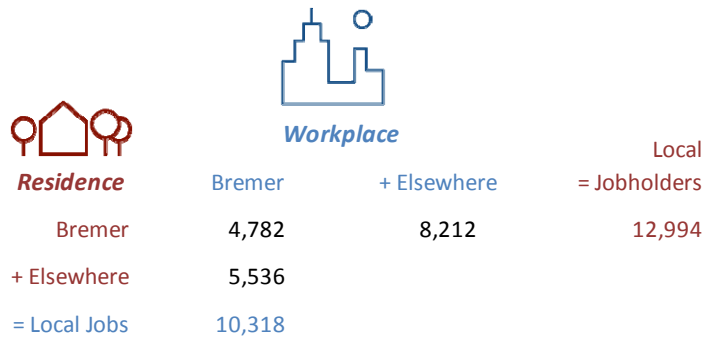 Workplace
Local
Residence Bremer + Elsewhere = Jobholders
Bremer 4,782 8,212 12,994
+ Elsewhere 5,536
= Local Jobs 10,318